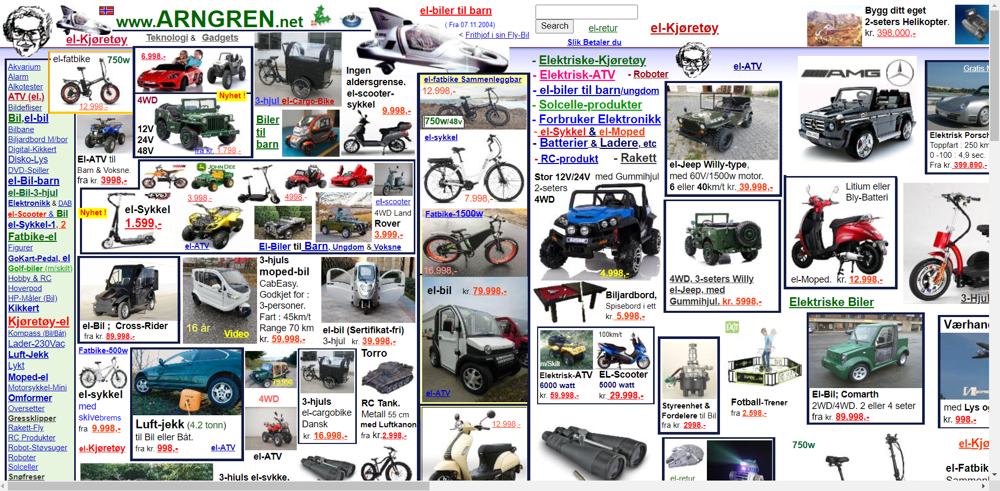 www.ARNGREN.net
el-Kjøretøy
Teknologi & Gadgets
el-biler til barn
( Fra 07.11.2004)
< Frithjof i sin Fly-Bil
Search
el-retur
Slik Betaler du
el-Kjøretøy
Bygg ditt eget
2-seters Helikopter.
kr. 398.000,-
Akvarium
Alarm
Alkotester
ATV (el.)
Bildefliser
Bil,el-bil
Bilbane
Biljardbord M/bor
Digital-Kikkert
Disko-Lys
DVD-Spiller
el-Bil-barn
el-Bil-3-hjul
Elektronikk & DAB
el-Scooter & Bil
el-Sykkel-1, 2
Fatbike-el
Figurer
GoKart-Pedal, el
Golf-biler (m/skilt)
Hobby & RC
Hoverpod
HP-Måler (Bil)
Kikkert
Kjøretøy-el
Kompass (Bil/Båt)
Lader-230Vac
Luft-Jekk
Lykt
Moped-el
Motorsykkel-Mini
Omformer
Oversetter
Gressklipper
Rakett-Fly
RC Produkter
Robot-Støvsuger
Roboter
Solceller
Snøfreser
el-fatbike 750w
12.998,-
6.998,-
4WD
Nyhet !
12V
24V
48V
fra kr. 1.798,-
3-hjul el-Cargo-Bike
Biler
til
barn
Ingen
aldersgrense.
el-scooter-
sykkel
9.998,-
El-ATV til
Barn & Voksne.
fra kr. 3998,-
1000W
JOHN DEERE
3.998,-
4998,-
el-scooter
EVO
Nyhet !
el-Sykkel
1.599,-
el-ATV
4WD Land
Rover
3.999,-
El-Biler til Barn, Ungdom & Voksne
el-fatbike Sammenleggbar
12.998,-
750w/48v
el-sykkel
7.998,-
Fatbike-1500w
16.998,-
el-bil kr. 79.998,-
el-ATV
12.998,-
el-Bil ; Cross-Rider
fra kr. 89.998,-
16 år
Video
3-hjuls
moped-bil
CabEasy.
Godkjet for :
3-personer.
Fart : 45km/t
Range 70 km
kr. 59.998,-
el-bil (Sertifikat-fri)
3-hjul kr. 39.998,-
Fatbike-500w
el-sykkel
med
skivebrems
fra 9.998,-
el-Kjøretøy
Luft-jekk (4.2 tonn)
til Bil eller Båt.
fra kr. 998,-
el-ATV
79.998
4WD
el-ATV
3-hjuls
el-cargobike
Dansk
kr. 16.998,-
Torro
RC Tank.
Metall 55 cm
med Luftkanon
fra kr.2.998,-
3-hjuls el-sykke.
- Elektriske-Kjøretøy
- Elektrisk-ATV - Roboter
- el-biler til barn/ungdom
- Solcelle-produkter
- Forbruker Elektronikk
- el-Sykkel & el-Moped
- Batterier & Ladere, etc
- RC-produkt - Rakett
el-ATV
Stor 12V/24V med Gummihjul
2-seters
4WD
4.998,-
Biljardbord,
Spisebord i ett
kr. 5.998,-
m/Skilt
100km/t
Elektrisk-ATV
6000 watt
kr. 59.998,-
EL-Scooter
5000 watt
kr. 29.998,-
el-Jeep Willy-type,
med 60V/1500w motor.
6 eller 40km/t kr. 39.998,-
4WD, 3-seters Willy
el-Jeep, med
Gummihjul. kr. 5998,-
Styreenhet &
Fordelere til Bil
fra kr. 2998,-
EXIT
Fotball-Trener
fra 2.598,-
el-retur
AMG
Gratis M
Elektrisk Porsch
Toppfart : 250 km
0 -100 : 4,9 sec.
Fra kr. 399.890,-
Litium eller
Bly-Batteri
el-Moped. kr. 12.998,-
3-Hjul
Elektriske Biler
El-Bil; Comarth
2WD/4WD. 2 eller 4 seter
fra kr. 89.998,-
Værhane
med Lys og
kr. 998,-
750w
el-Kjø
el-Fatbik
Sammenl